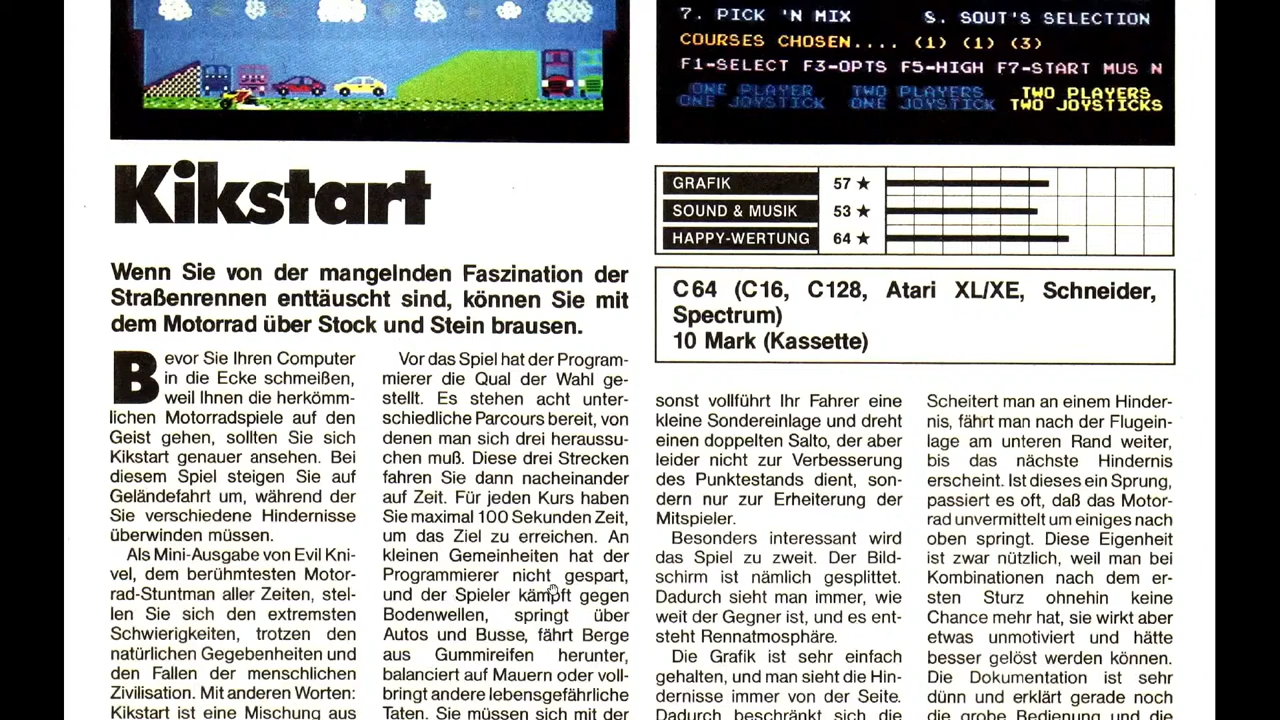 7. PICK 'N MIX 8. SOUT'S SELECTION
COURSES CHOSEN.... (1) (1) (3)
F1-SELECT F3-OPTS F5-HIGH F7-START MUS N
ONE PLAYER TWO PLAYERS TWO PLAYERS
ONE JOYSTICK ONE JOYSTICK TWO JOYSTICKS
Kikstart
GRAFIK 57 ★
SOUND & MUSIK 53 ★
HAPPY-WERTUNG 64 ★
Wenn Sie von der mangelnden Faszination der
Straßenrennen enttäuscht sind, können Sie mit
dem Motorrad über Stock und Stein brausen.
C 64 (C16, C128, Atari XL/XE, Schneider,
Spectrum)
10 Mark (Kassette)
Bevor Sie Ihren Computer
in die Ecke schmeißen,
weil Ihnen die herkömm-
lichen Motorradspiele auf den
Geist gehen, sollten Sie sich
Kikstart genauer ansehen. Bei
diesem Spiel steigen Sie auf
Geländefahrt um, während der
Sie verschiedene Hindernisse
überwinden müssen.
Als Mini-Ausgabe von Evil Kni-
vel, dem berühmtesten Motor-
rad-Stuntman aller Zeiten, stel-
len Sie sich den extremsten
Schwierigkeiten, trotzen den
natürlichen Gegebenheiten und
den Fallen der menschlichen
Zivilisation. Mit anderen Worten:
Kikstart ist eine Mischung aus
Vor das Spiel hat der Program-
mierer die Qual der Wahl ge-
stellt. Es stehen acht unter-
schiedliche Parcours bereit, von
denen man sich drei heraussu-
chen muß. Diese drei Strecken
fahren Sie dann nacheinander
auf Zeit. Für jeden Kurs haben
Sie maximal 100 Sekunden Zeit,
um das Ziel zu erreichen. An
kleinen Gemeinheiten hat der
Programmierer nicht gespart,
und der Spieler kämpft gegen
Bodenwellen, springt über
Autos und Busse, fährt Berge
aus Gummireifen herunter,
balanciert auf Mauern oder voll-
bringt andere lebensgefährliche
Taten. Sie müssen sich mit der
sonst vollführt Ihr Fahrer eine
kleine Sondereinlage und dreht
einen doppelten Salto, der aber
leider nicht zur Verbesserung
des Punktestands dient, son-
dern nur zur Erheiterung der
Mitspieler.
Besonders interessant wird
das Spiel zu zweit. Der Bild-
schirm ist nämlich gesplittet.
Dadurch sieht man immer, wie
weit der Gegner ist, und es ent-
steht Rennatmosphäre.
Die Grafik ist sehr einfach
gehalten, und man sieht die Hin-
dernisse immer von der Seite.
Dadurch beschränkt sich die
Scheitert man an einem Hinder-
nis, fährt man nach der Flugein-
lage am unteren Rand weiter,
bis das nächste Hindernis
erscheint. Ist dieses ein Sprung,
passiert es oft, daß das Motor-
rad unvermittelt um einiges nach
oben springt. Diese Eigenheit
ist zwar nützlich, weil man bei
Kombinationen nach dem er-
sten Sturz ohnehin keine
Chance mehr hat, sie wirkt aber
etwas unmotiviert und hätte
besser gelöst werden können.
Die Dokumentation ist sehr
dünn und erklärt gerade noch
die grobe Bedienung und die